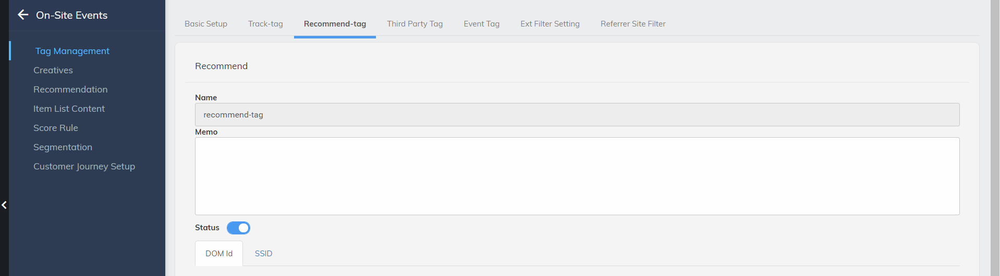 On-Site Events
Tag Management
Creatives
Recommendation
Item List Content
Score Rule
Segmentation
Customer Journey Setup
Basic Setup Track-tag Recommend-tag Third Party Tag Event Tag Ext Filter Setting Referrer Site Filter
Recommend
Name
recommend-tag
Memo
Status
DOM Id SSID